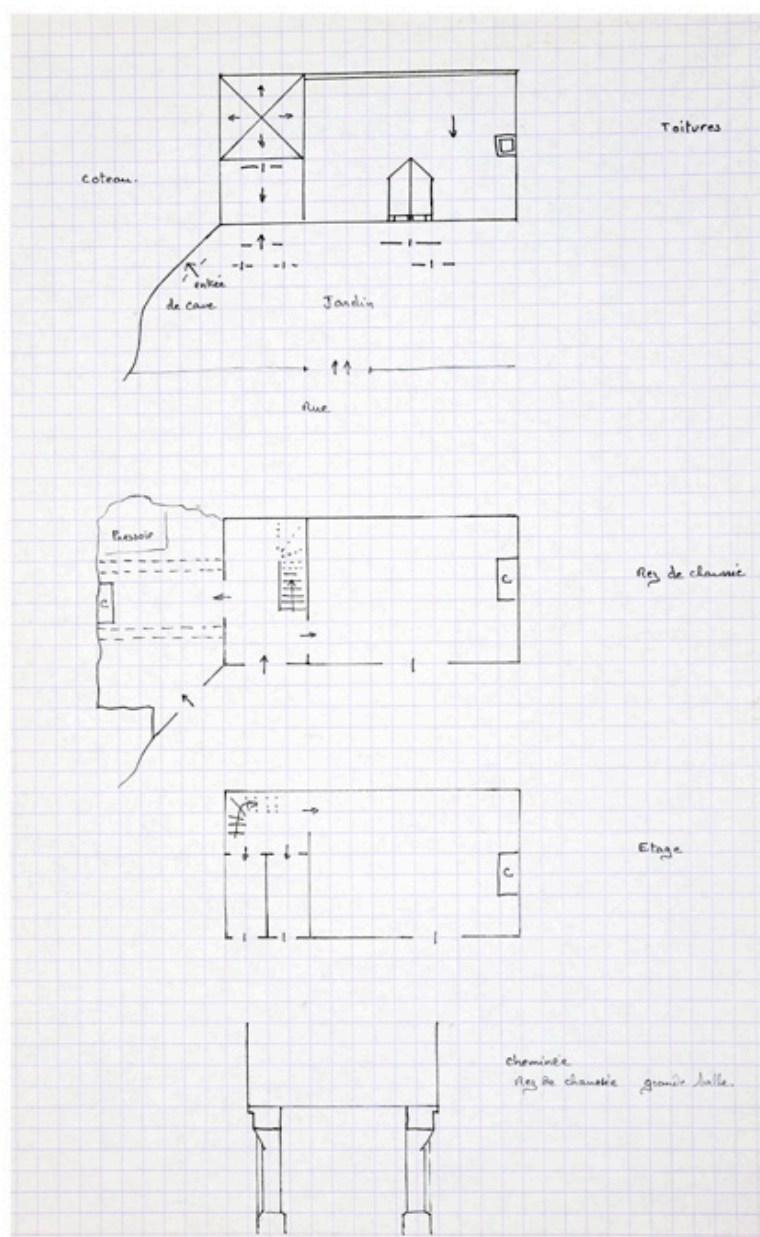 Toitures
Coteau.
entrée
de cave
Jardin
Rue
Pressoir
C
C
Rez de chaussée
C
Etage
cheminée
Rez de chaussée grande salle.